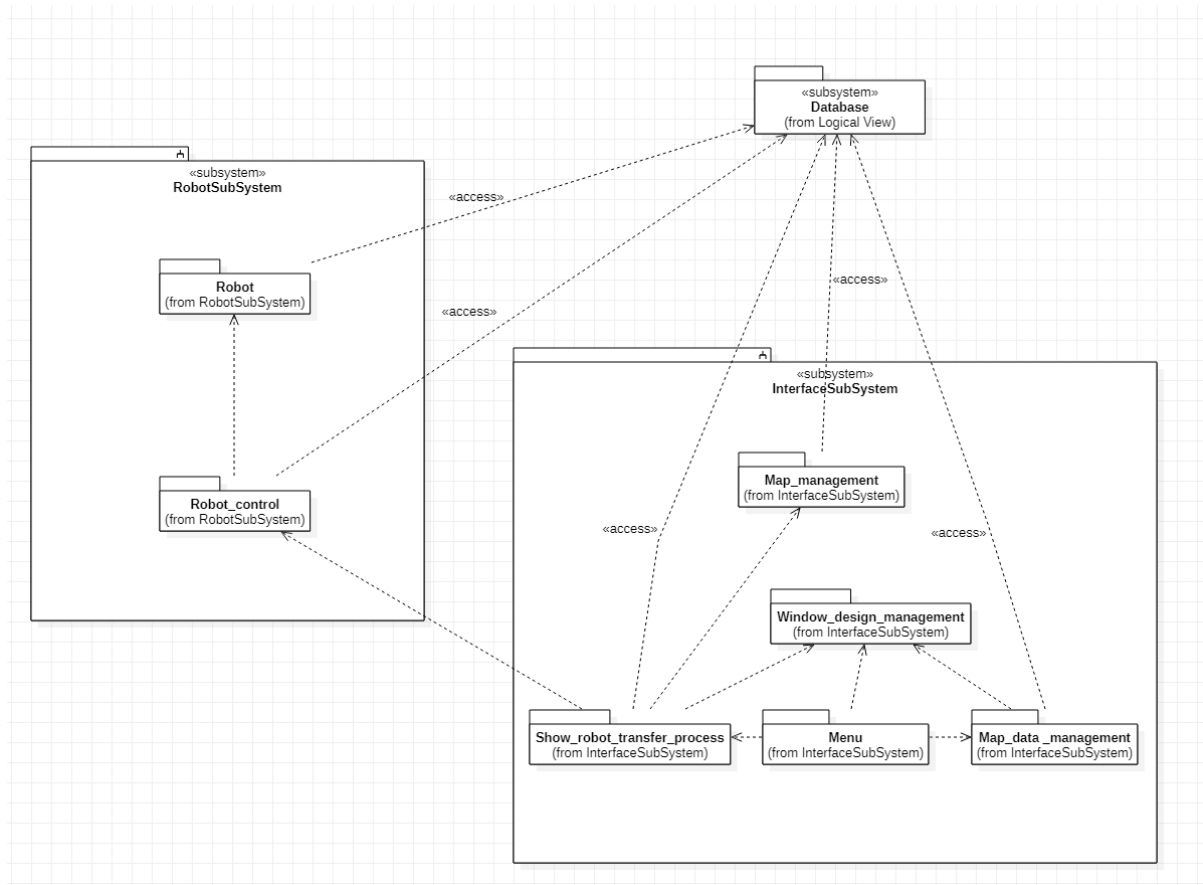 «subsystem»
Database
(from Logical View)
«subsystem»
RobotSubSystem
«access»
Robot
(from RobotSubSystem)
«access»
«access»
«subsystem»
InterfaceSubSystem
Map_management
(from InterfaceSubSystem)
Robot_control
(from RobotSubSystem)
«access»
«access»
Window_design_management
(from InterfaceSubSystem)
Show_robot_transfer_process
(from InterfaceSubSystem)
Menu
(from InterfaceSubSystem)
Map_data _management
(from InterfaceSubSystem)